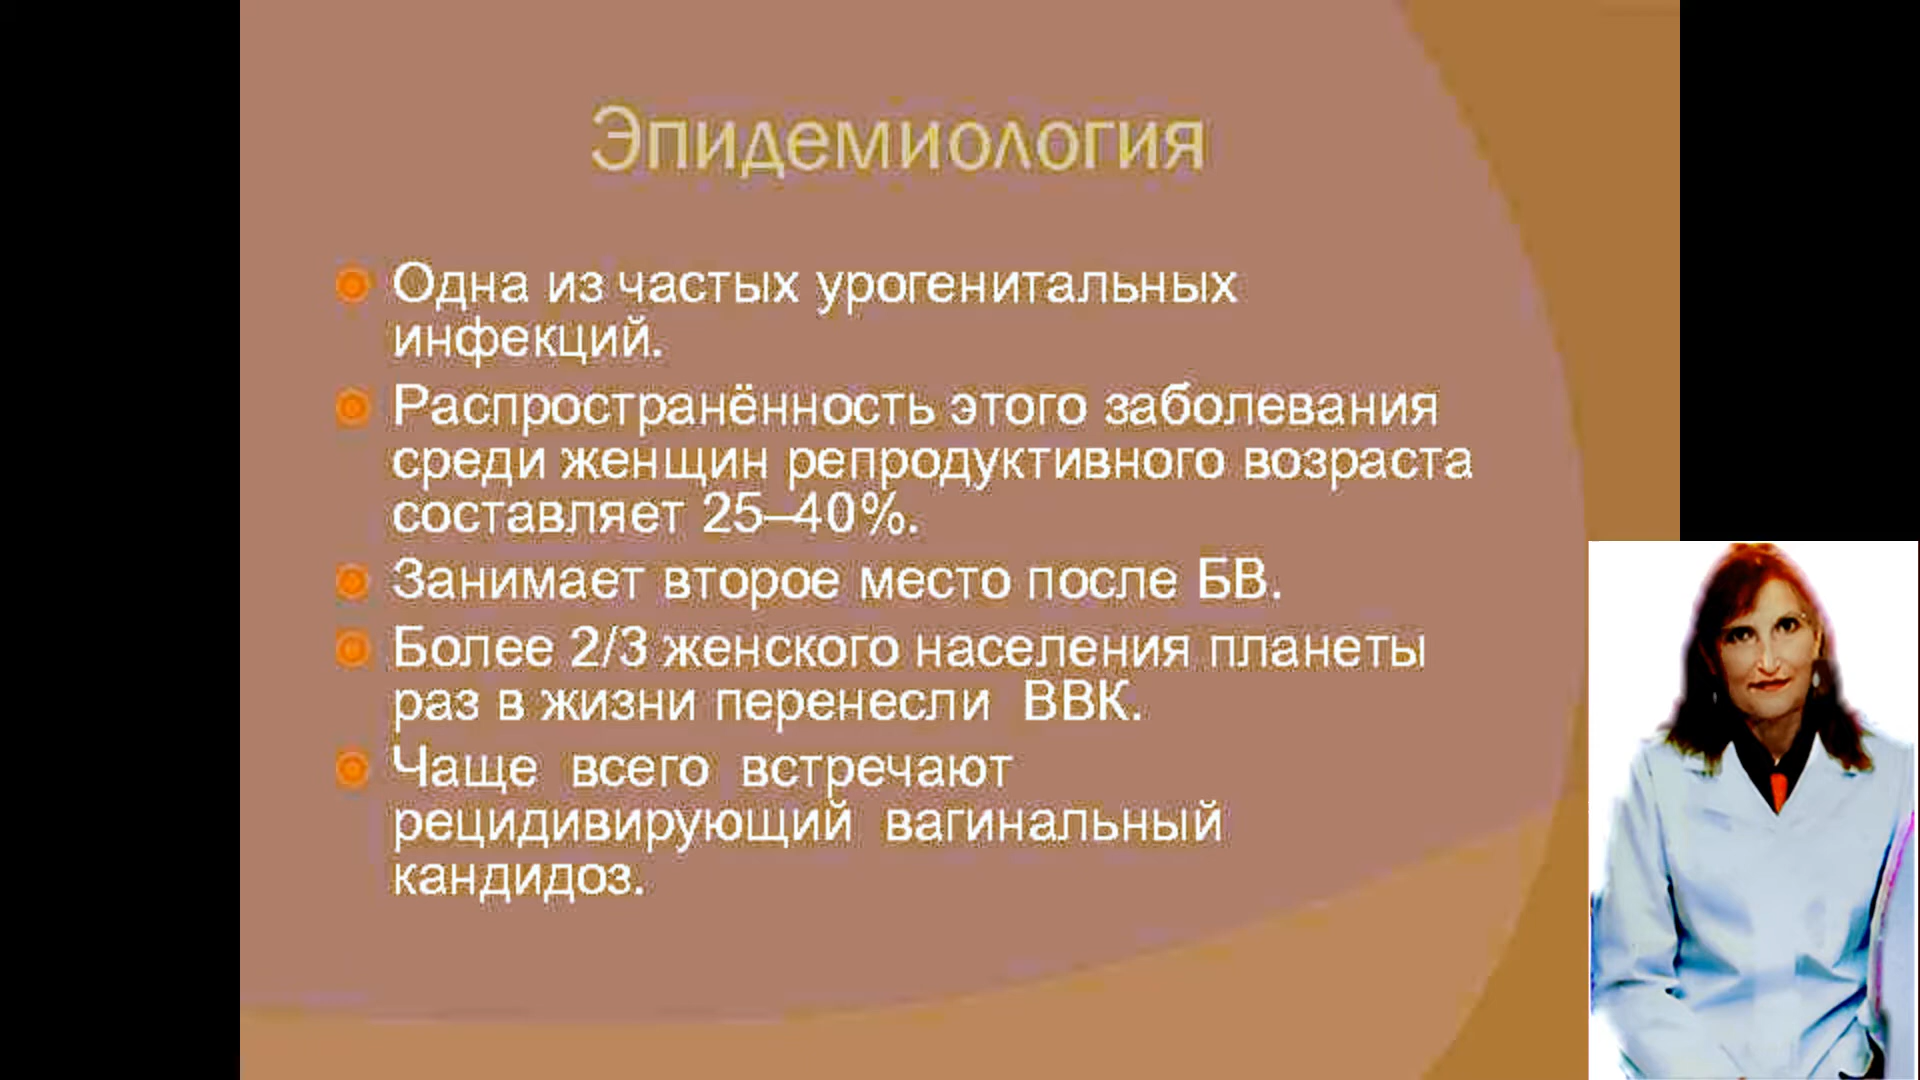 Эпидемиология
Одна из частых урогенитальных
инфекций.
Распространённость этого заболевания
среди женщин репродуктивного возраста
составляет 25–40%.
Занимает второе место после БВ.
Более 2/3 женского населения планеты
раз в жизни перенесли ВВК.
Чаще всего встречают
рецидивирующий вагинальный
кандидоз.